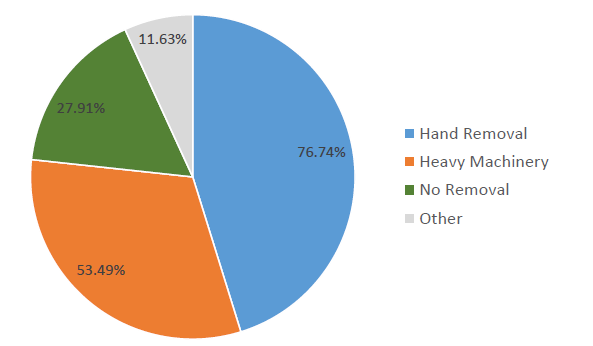 11.63%
27.91%
76.74%
53.49%
Hand Removal
Heavy Machinery
No Removal
Other